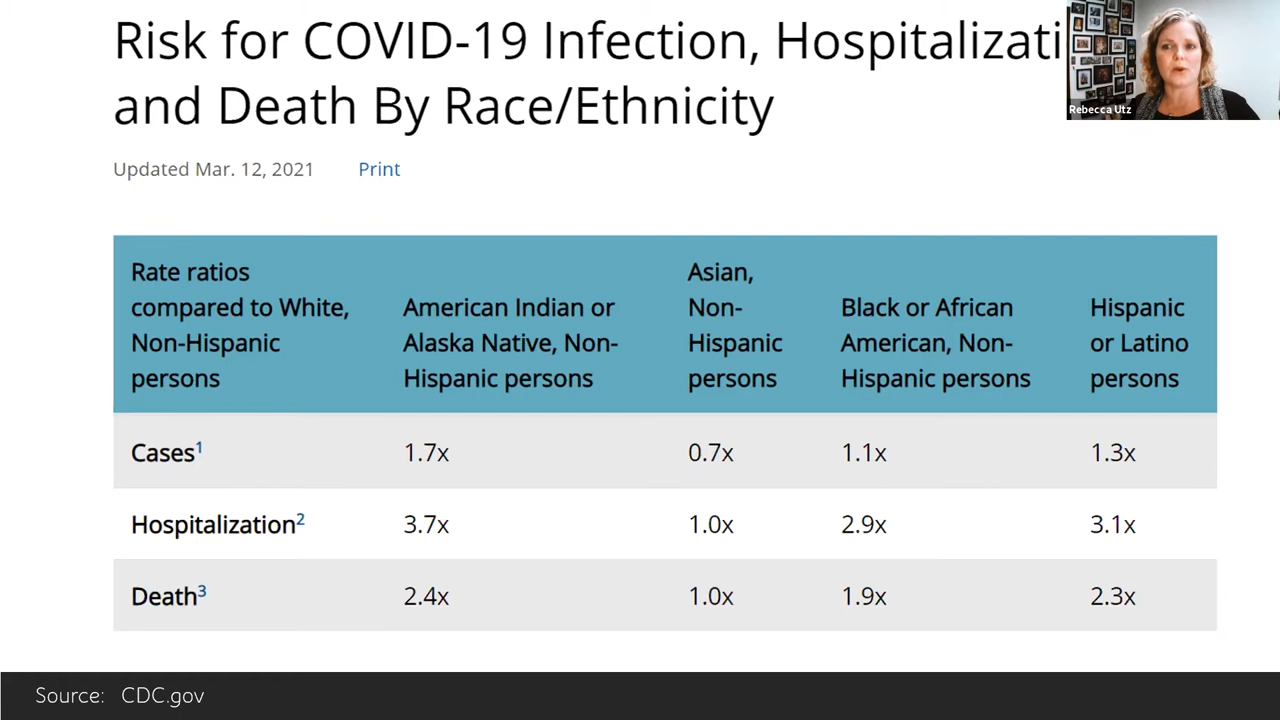 Risk for COVID-19 Infection, Hospitalizati
and Death By Race/Ethnicity
Rebecca Utz
Updated Mar. 12, 2021 Print
Rate ratios
compared to White,
Non-Hispanic
persons
American Indian or
Alaska Native, Non-
Hispanic persons
Asian,
Non-
Hispanic
persons
Black or African
American, Non-
Hispanic persons
Hispanic
or Latino
persons
Cases1 1.7x 0.7x 1.1x 1.3x
Hospitalization2 3.7x 1.0x 2.9x 3.1x
Death3 2.4x 1.0x 1.9x 2.3x
Source: CDC.gov